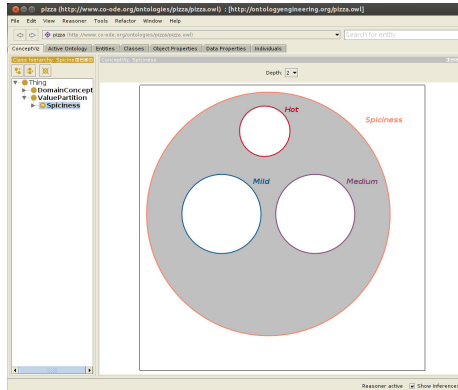 pizza (http://www.co-ode.org/ontologies/pizza/pizza.owl) : [http://ontologyengineering.org/pizza.owl]
File Edit View Reasoner Tools Refactor Window Help
pizza (http://www.co-ode.org/ontologies/pizza/pizza.owl)
Search for entity
ConceptViz Active Ontology Entities Classes Object Properties Data Properties Individuals
ConceptViz: Spiciness
Depth: 2
Thing
DomainConcept
ValuePartition
Spiciness
Hot
Spiciness
Mild
Medium
Reasoner active Show Inferences